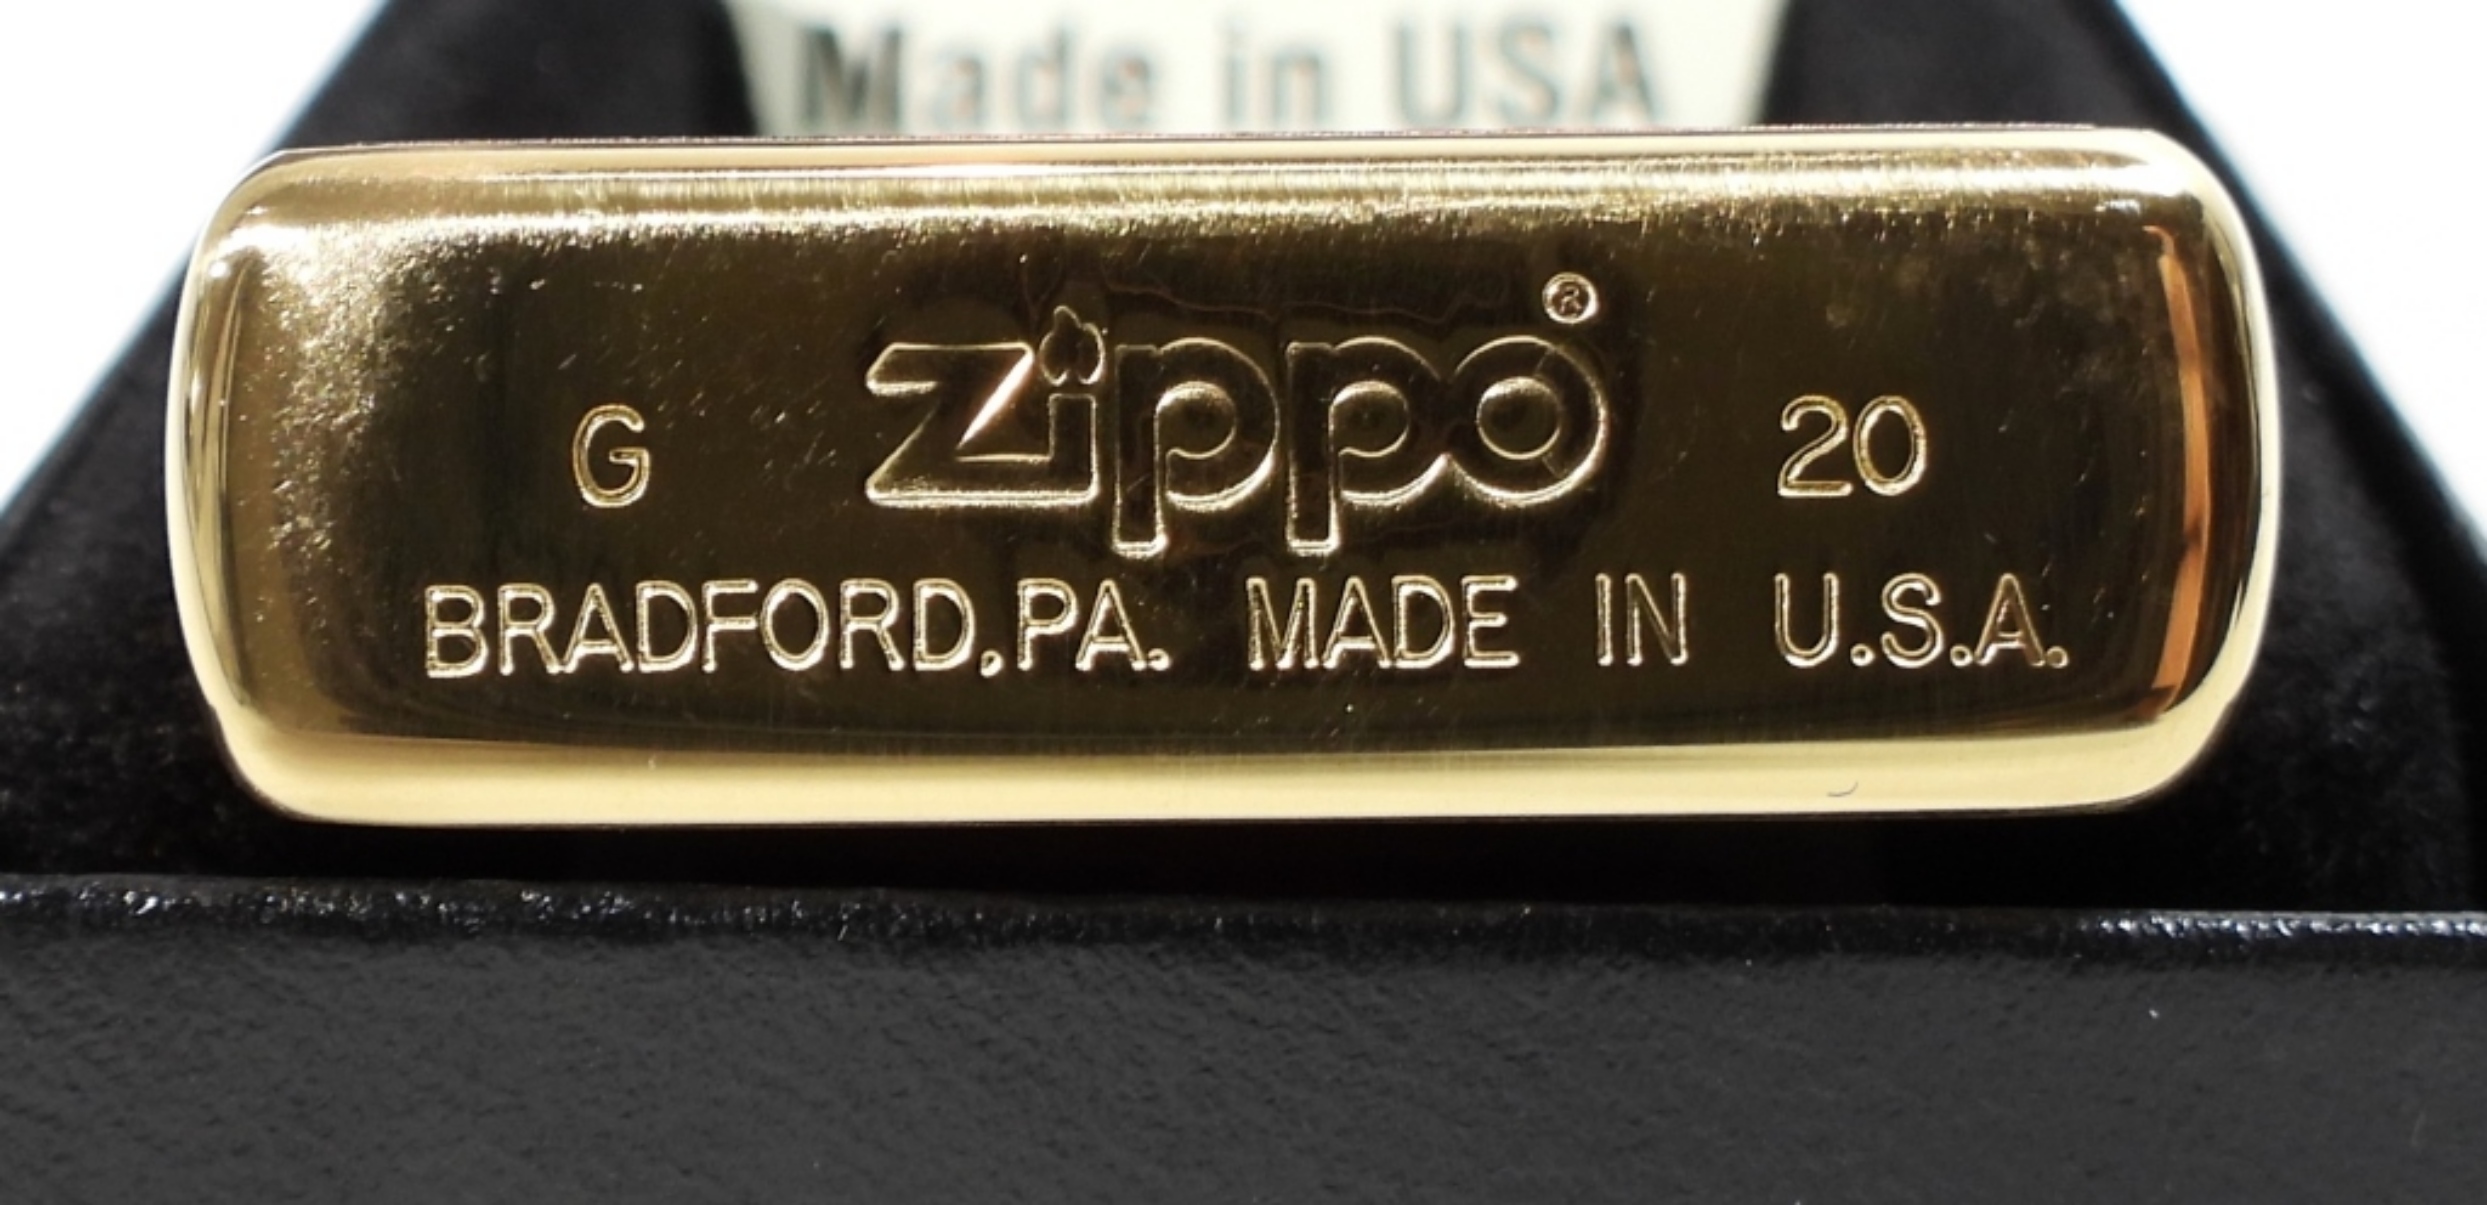 Made in USA
G Zippo® 20
BRADFORD,PA. MADE IN U.S.A.